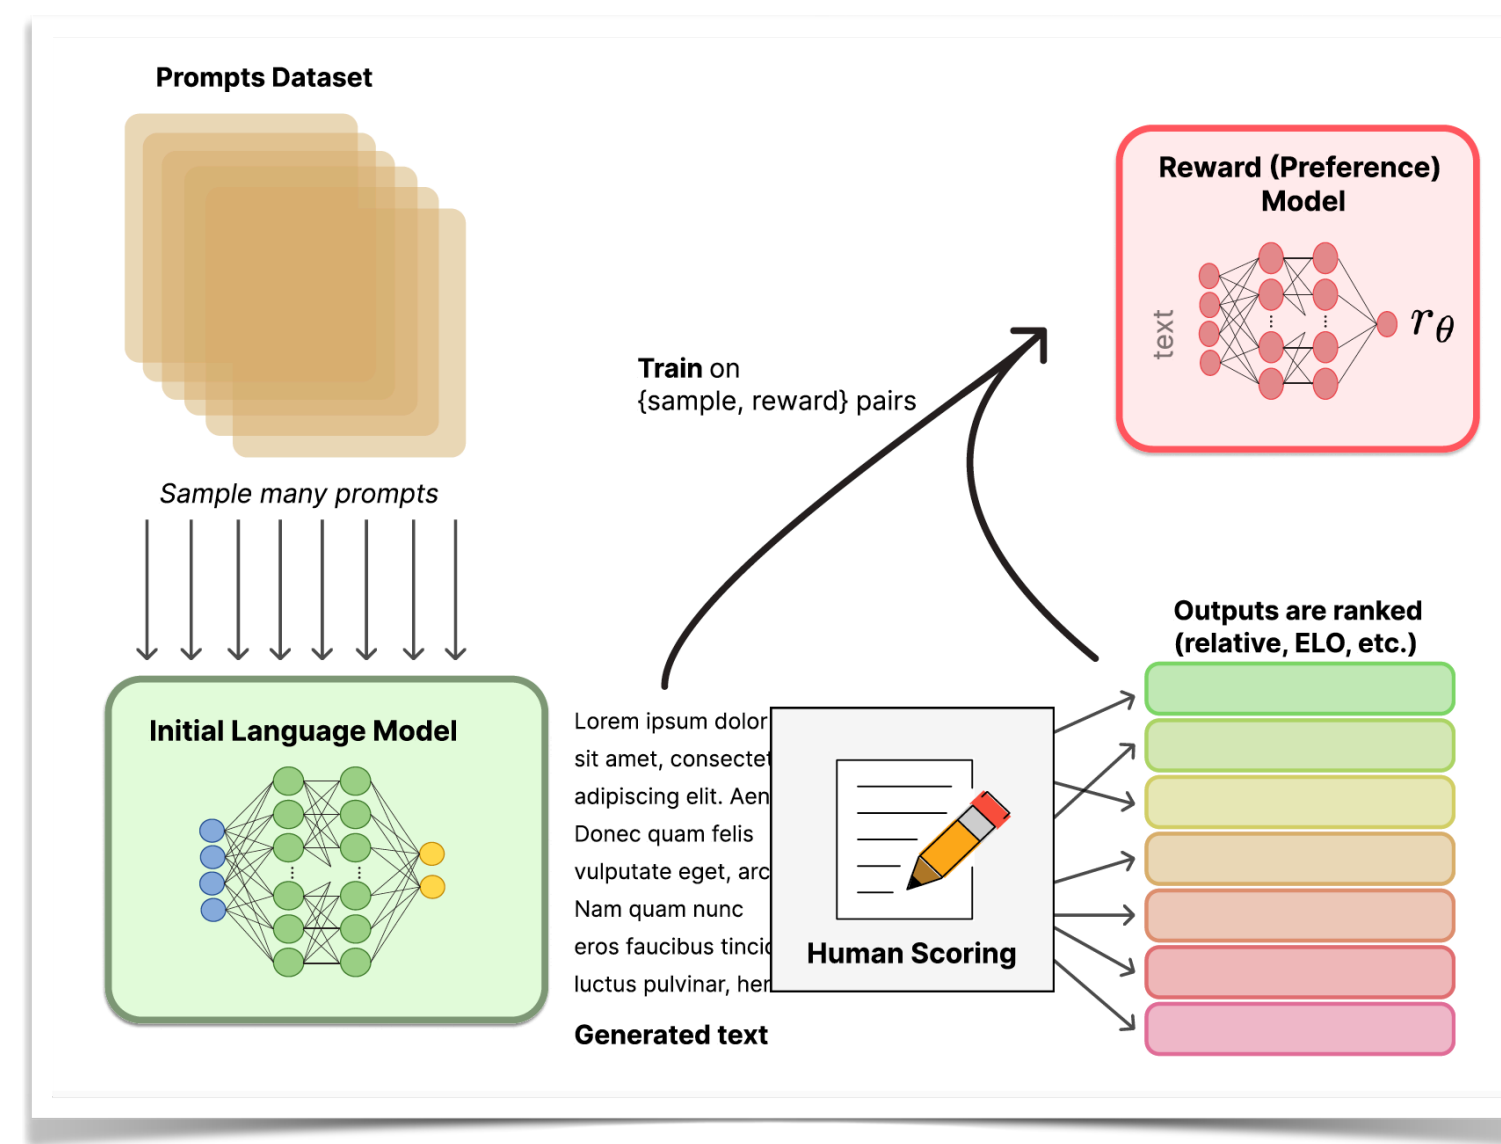 Prompts Dataset
Sample many prompts
Initial Language Model
Train on
{sample, reward} pairs
Reward (Preference)
Model
text
rθ
Lorem ipsum dolor
sit amet, consectet
adipiscing elit. Aen
Donec quam felis
vulputate eget, arc
Nam quam nunc
eros faucibus tincid
luctus pulvinar, her
Generated text
Human Scoring
Outputs are ranked
(relative, ELO, etc.)